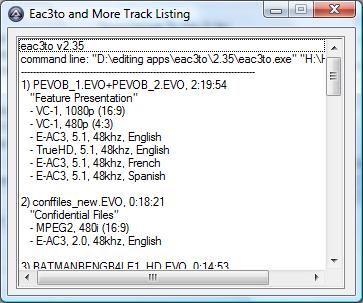 Eac3to and More Track Listing
eac3to v2.35
command line: "D:\editing apps\eac3to\2.35\eac3to.exe" "H:\H
------------------------------------------------------------
1) PEVOB_1.EVO+PEVOB_2.EVO, 2:19:54
"Feature Presentation"
- VC-1, 1080p (16:9)
- VC-1, 480p (4:3)
- E-AC3, 5.1, 48khz, English
- TrueHD, 5.1, 48khz, English
- E-AC3, 5.1, 48khz, French
- E-AC3, 5.1, 48khz, Spanish
2) conffiles_new.EVO, 0:18:21
"Confidential Files"
- MPEG2, 480i (16:9)
- E-AC3, 2.0, 48khz, English
3) BATMANBENGB4LE1_HD.EVO, 0:14:53